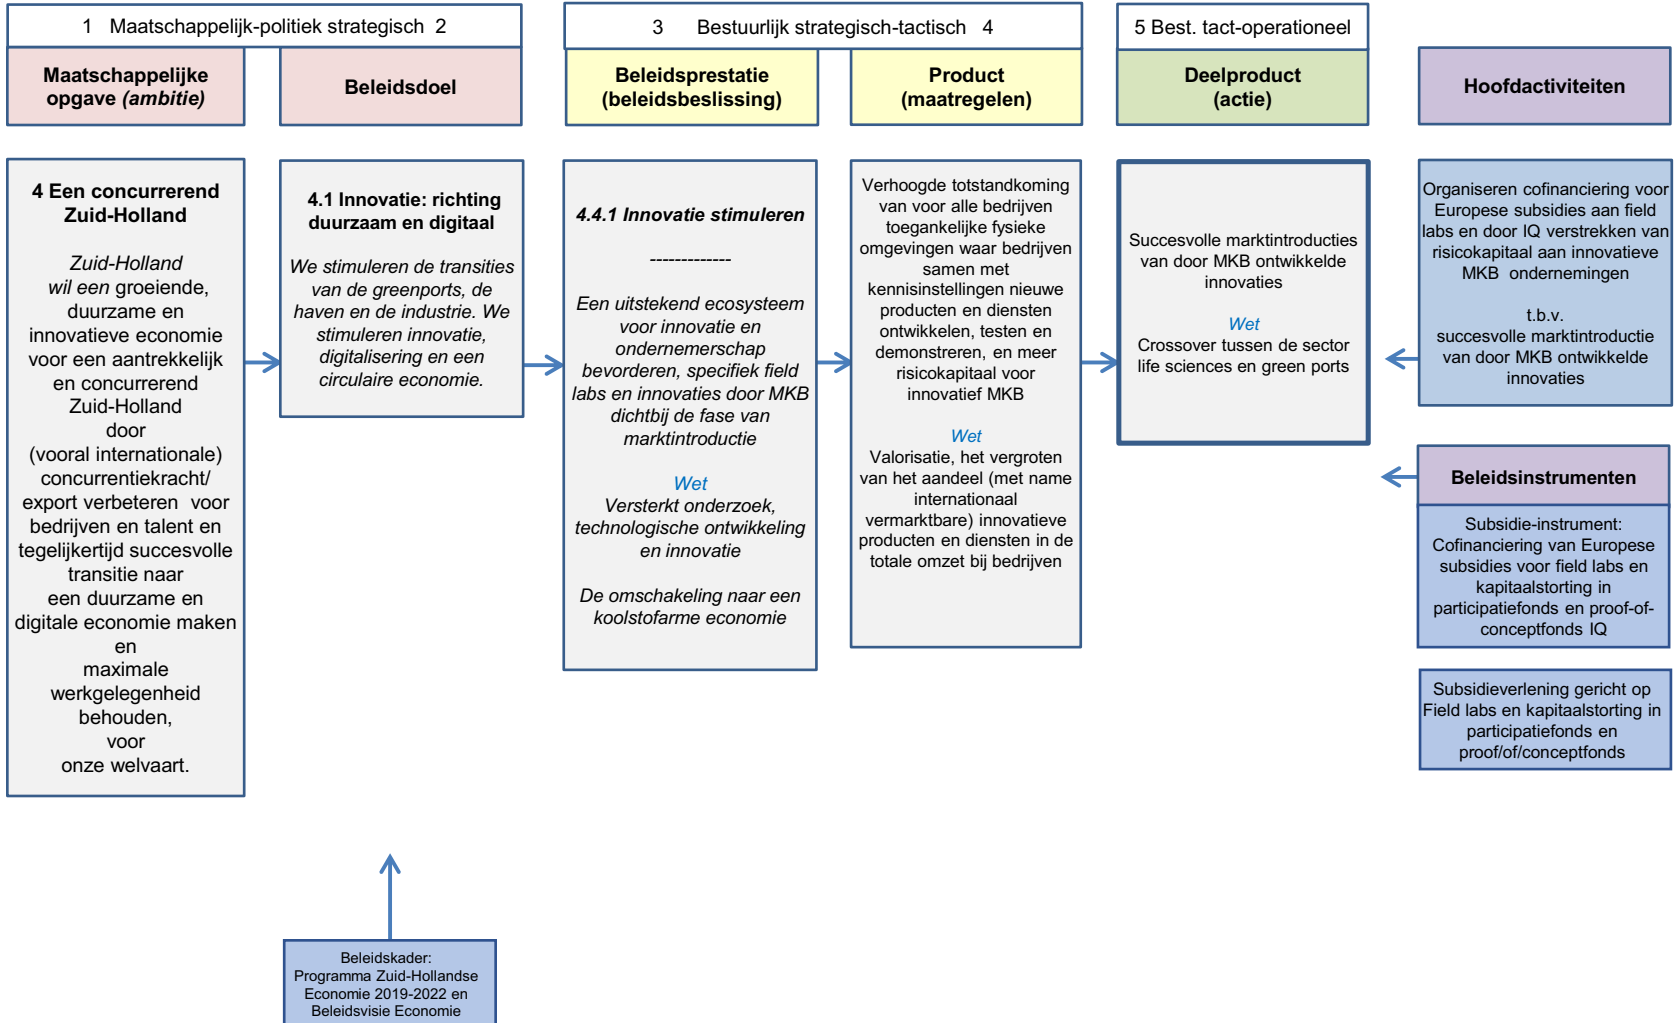 1 Maatschappelijk-politiek strategisch 2
3 Bestuurlijk strategisch-tactisch 4
5 Best. tact-operationeel
Maatschappelijke
opgave (ambitie)
Beleidsdoel
Beleidsprestatie
(beleidsbeslissing)
Product
(maatregelen)
Deelproduct
(actie)
Hoofdactiviteiten
4 Een concurrerend
Zuid-Holland
Zuid-Holland
wil een groeiende,
duurzame en
innovatieve economie
voor een aantrekkelijk
en concurrerend
Zuid-Holland
door
(vooral internationale)
concurrentiekracht/
export verbeteren voor
bedrijven en talent en
tegelijkertijd succesvolle
transitie naar
een duurzame en
digitale economie maken
en
maximale
werkgelegenheid
behouden,
voor
onze welvaart.
4.1 Innovatie: richting
duurzaam en digitaal
We stimuleren de transities
van de greenports, de
haven en de industrie. We
stimuleren innovatie,
digitalisering en een
circulaire economie.
4.4.1 Innovatie stimuleren
-------------
Een uitstekend ecosysteem
voor innovatie en
ondernemerschap
bevorderen, specifiek field
labs en innovaties door MKB
dichtbij de fase van
marktintroductie
Wet
Versterkt onderzoek,
technologische ontwikkeling
en innovatie
De omschakeling naar een
koolstofarme economie
Verhoogde totstandkoming
van voor alle bedrijven
toegankelijke fysieke
omgevingen waar bedrijven
samen met
kennisinstellingen nieuwe
producten en diensten
ontwikkelen, testen en
demonstreren, en meer
risicokapitaal voor
innovatief MKB
Wet
Valorisatie, het vergroten
van het aandeel (met name
internationaal
vermarktbare) innovatieve
producten en diensten in de
totale omzet bij bedrijven
Succesvolle marktintroducties
van door MKB ontwikkelde
innovaties
Wet
Crossover tussen de sector
life sciences en green ports
Organiseren cofinanciering voor
Europese subsidies aan field
labs en door IQ verstrekken van
risicokapitaal aan innovatieve
MKB ondernemingen
t.b.v.
succesvolle marktintroductie
van door MKB ontwikkelde
innovaties
Beleidsinstrumenten
Subsidie-instrument:
Cofinanciering van Europese
subsidies voor field labs en
kapitaalstorting in
participatiefonds en proof-of-
conceptfonds IQ
Subsidieverlening gericht op
Field labs en kapitaalstorting in
participatiefonds en
proof/of/conceptfonds
Beleidskader:
Programma Zuid-Hollandse
Economie 2019-2022 en
Beleidsvisie Economie